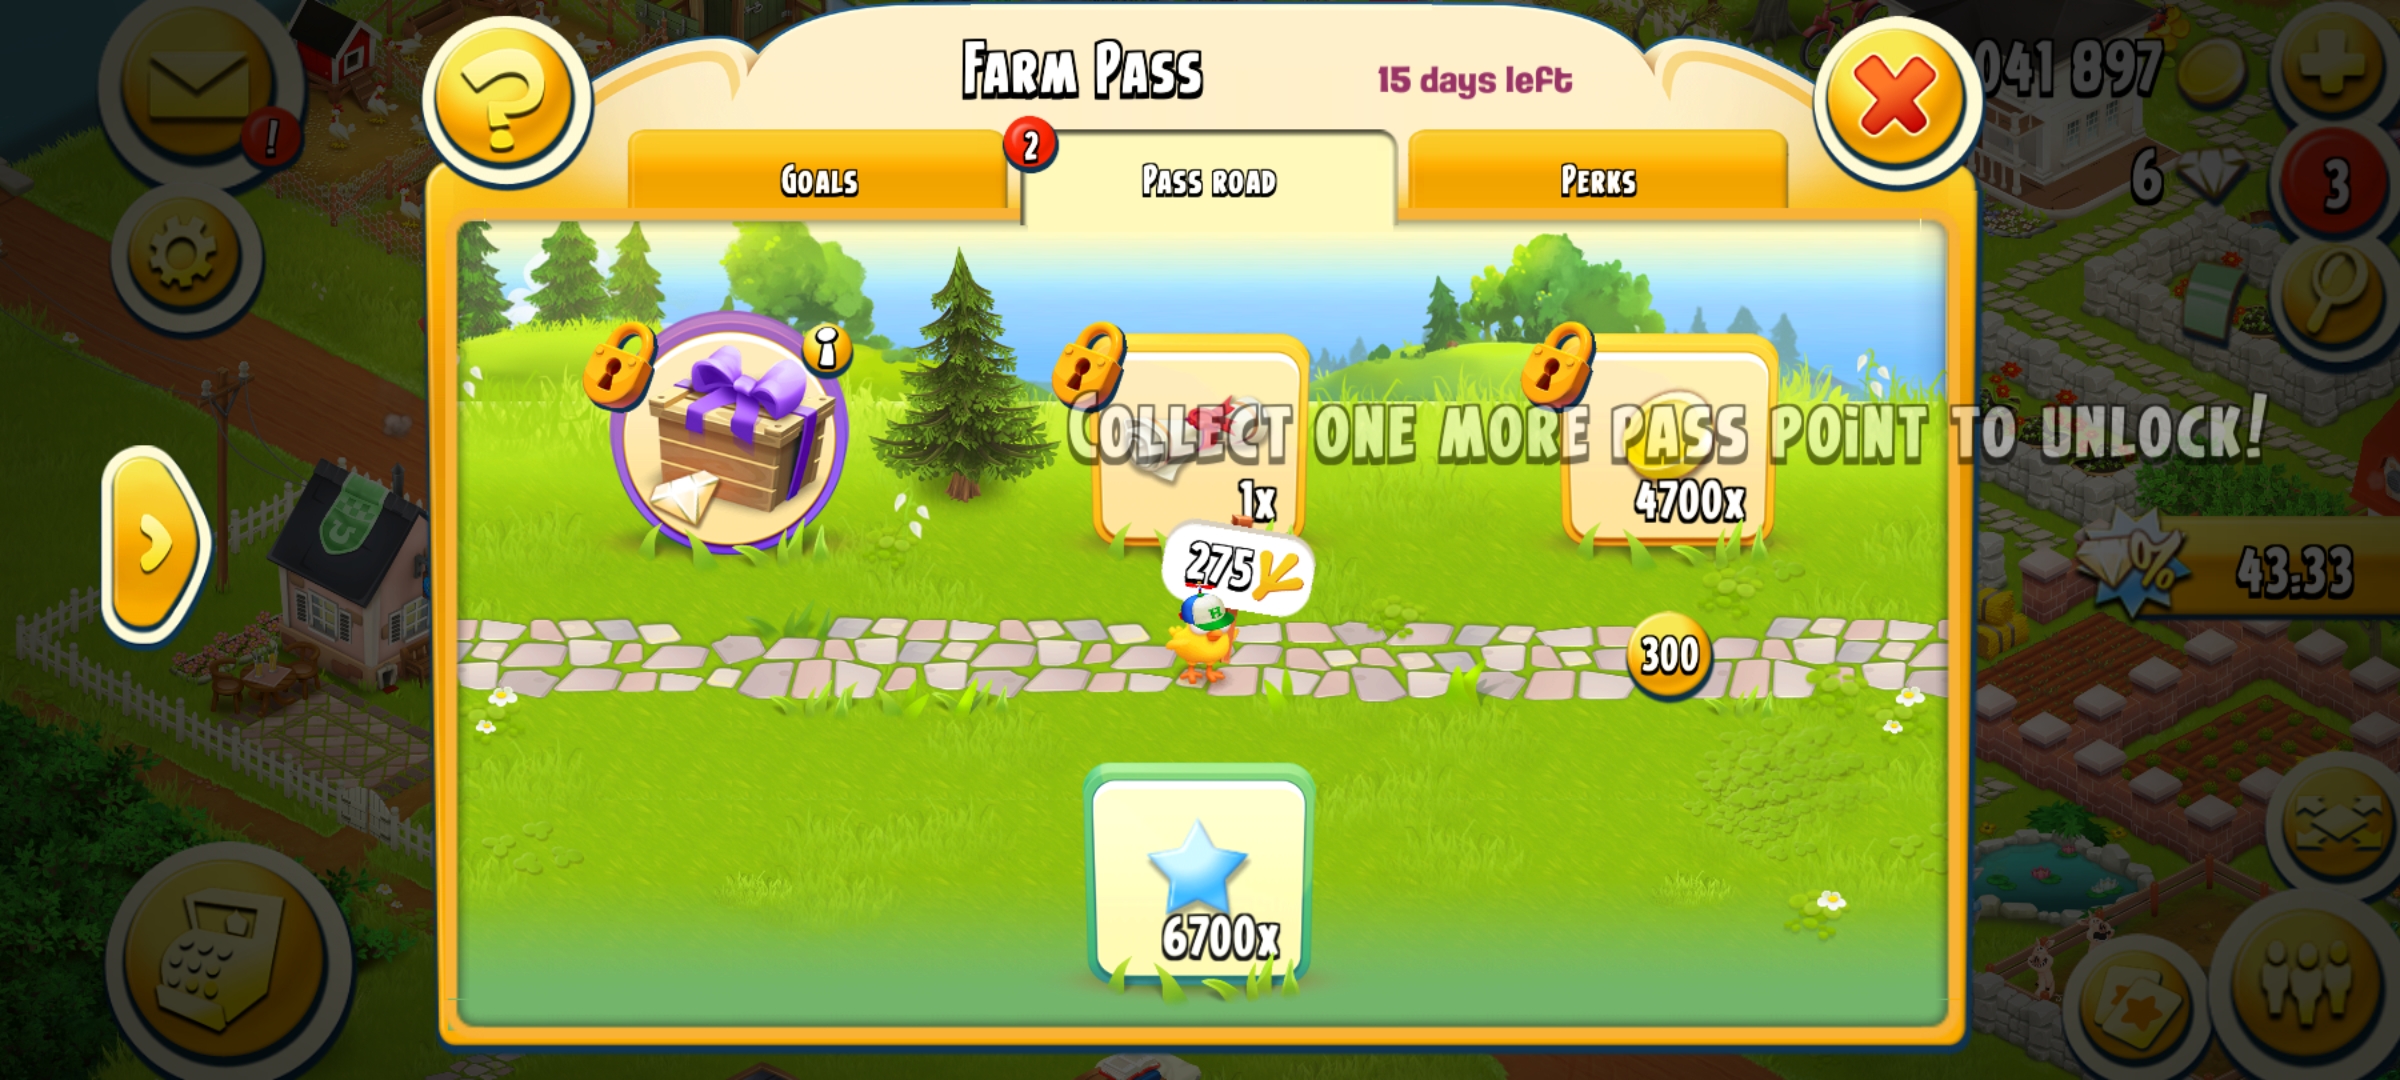 FARM PASS
15 days left
GOALS
2
PASS ROAD
PERKS
041 897
6
3
COLLECT ONE MORE PASS POINT TO UNLOCK!
1x
4700x
275
%
43:33
300
6700x